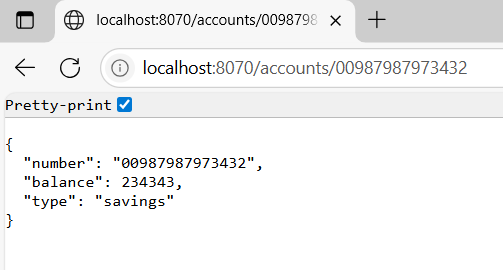 localhost:8070/accounts/0098798
localhost:8070/accounts/00987987973432
Pretty-print
{
"number": "00987987973432",
"balance": 234343,
"type": "savings"
}